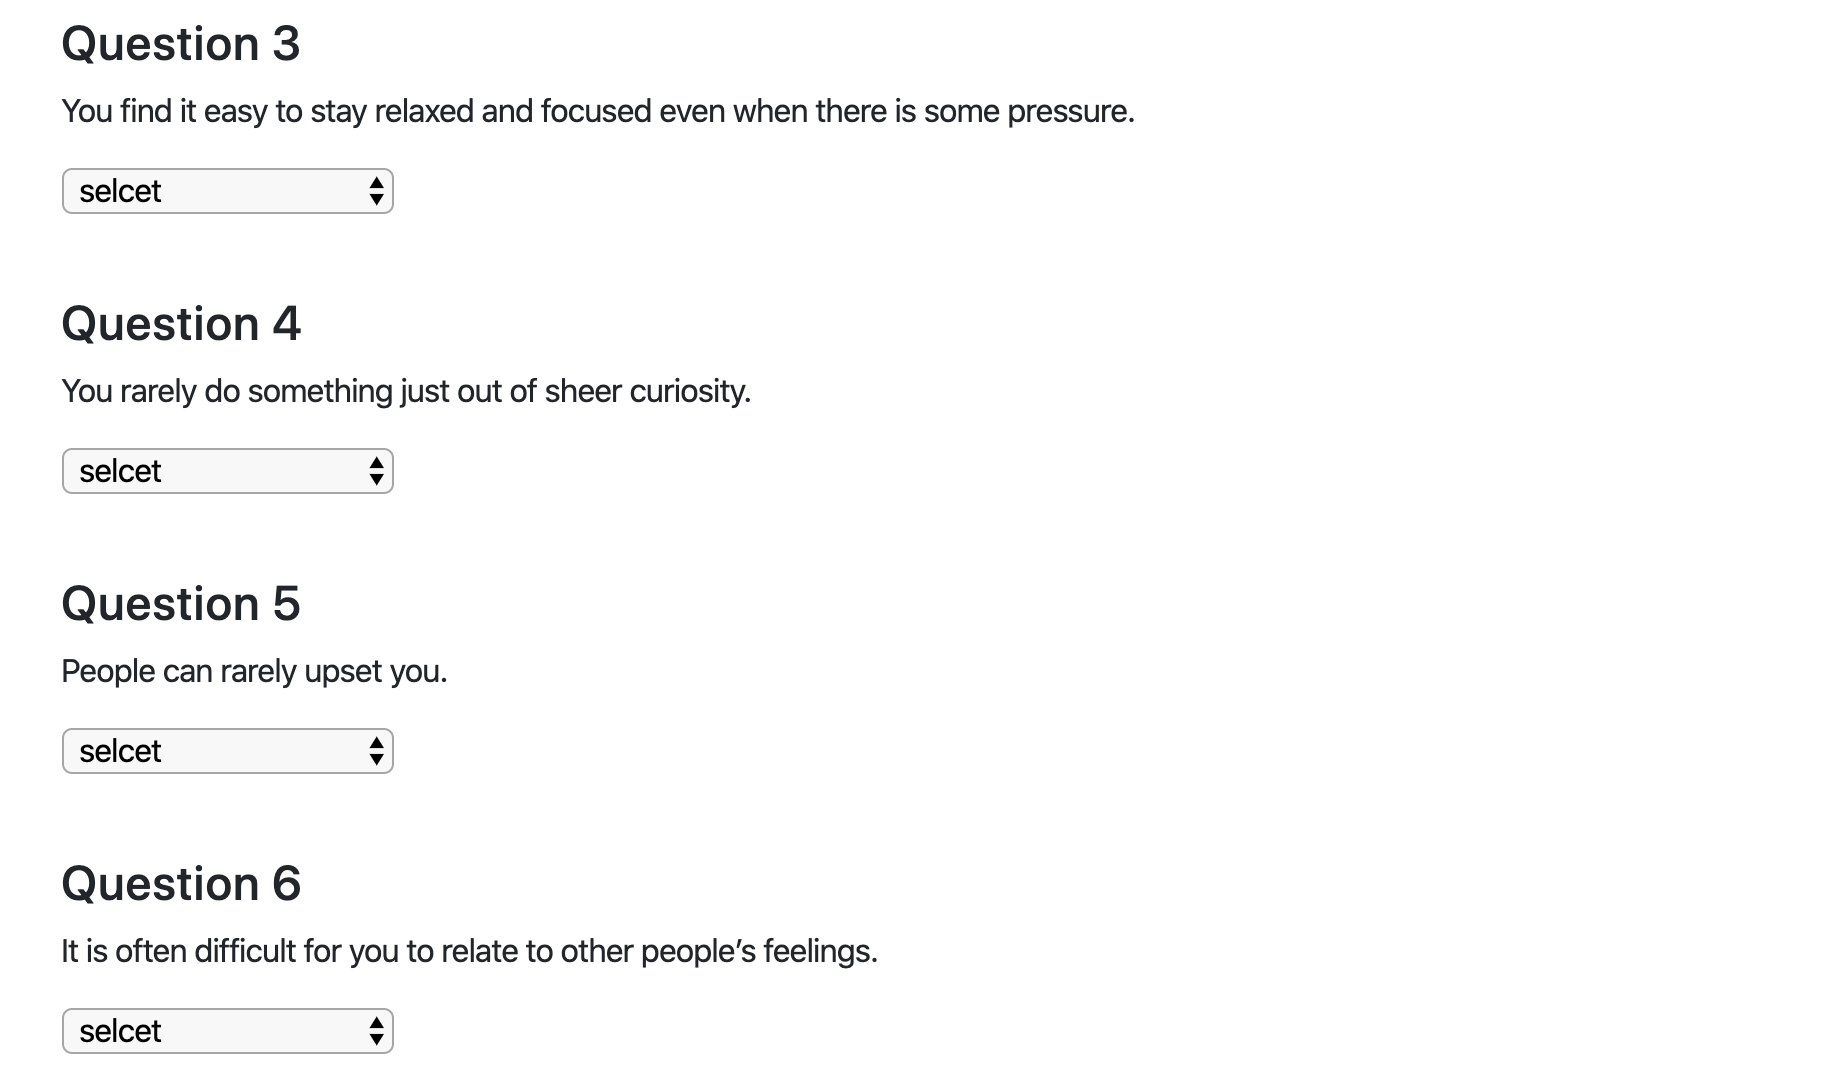 Question 3
You find it easy to stay relaxed and focused even when there is some pressure.
selcet
Question 4
You rarely do something just out of sheer curiosity.
selcet
Question 5
People can rarely upset you.
selcet
Question 6
It is often difficult for you to relate to other people’s feelings.
selcet